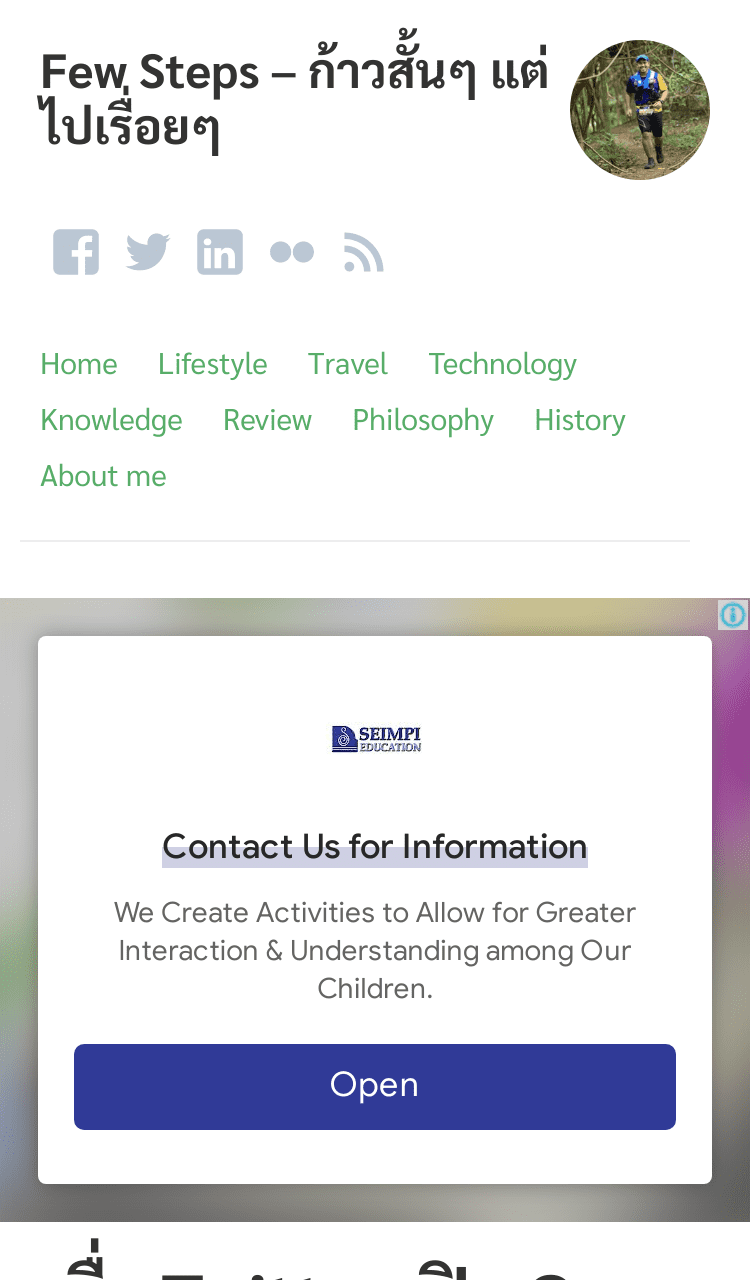 Few Steps – ก้าวสั้นๆ แต่
ไปเรื่อยๆ
Home Lifestyle Travel Technology
Knowledge Review Philosophy History
About me
SEIMPI
EDUCATION
Contact Us for Information
We Create Activities to Allow for Greater
Interaction & Understanding among Our
Children.
Open